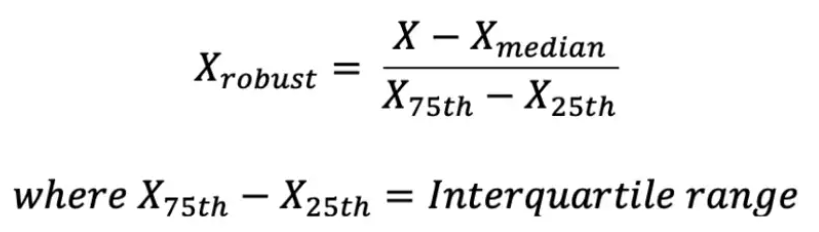 X_robust = (X − X_median) / (X_75th − X_25th)
where X_75th − X_25th = Interquartile range